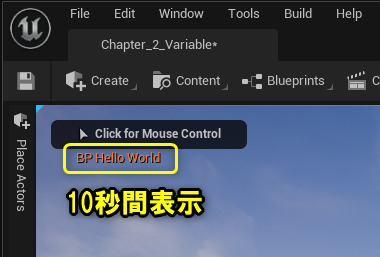 File Edit Window Tools Build Help
Chapter_2_Variable*
Create Content Blueprints C
Place Actors
Click for Mouse Control
BP Hello World
10秒間表示